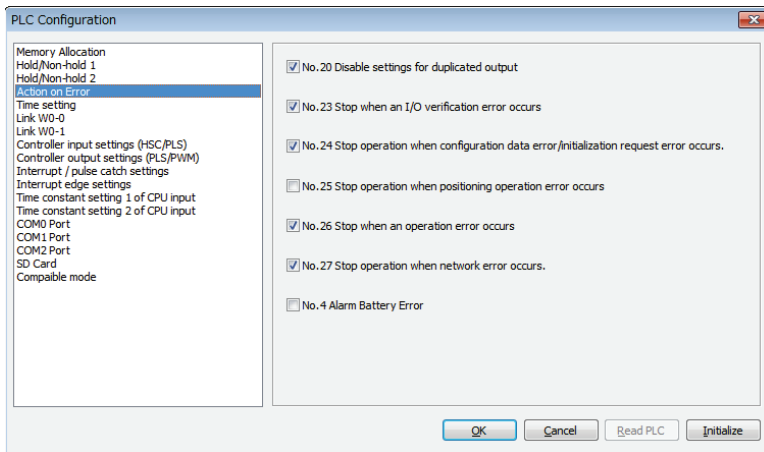 PLC Configuration
Memory Allocation
Hold/Non-hold 1
Hold/Non-hold 2
Action on Error
Time setting
Link W0-0
Link W0-1
Controller input settings (HSC/PLS)
Controller output settings (PLS/PWM)
Interrupt / pulse catch settings
Interrupt edge settings
Time constant setting 1 of CPU input
Time constant setting 2 of CPU input
COM0 Port
COM1 Port
COM2 Port
SD Card
Compaible mode
No.20 Disable settings for duplicated output
No.23 Stop when an I/O verification error occurs
No.24 Stop operation when configuration data error/initialization request error occurs.
No.25 Stop operation when positioning operation error occurs
No.26 Stop when an operation error occurs
No.27 Stop operation when network error occurs.
No.4 Alarm Battery Error
OK Cancel Read PLC Initialize